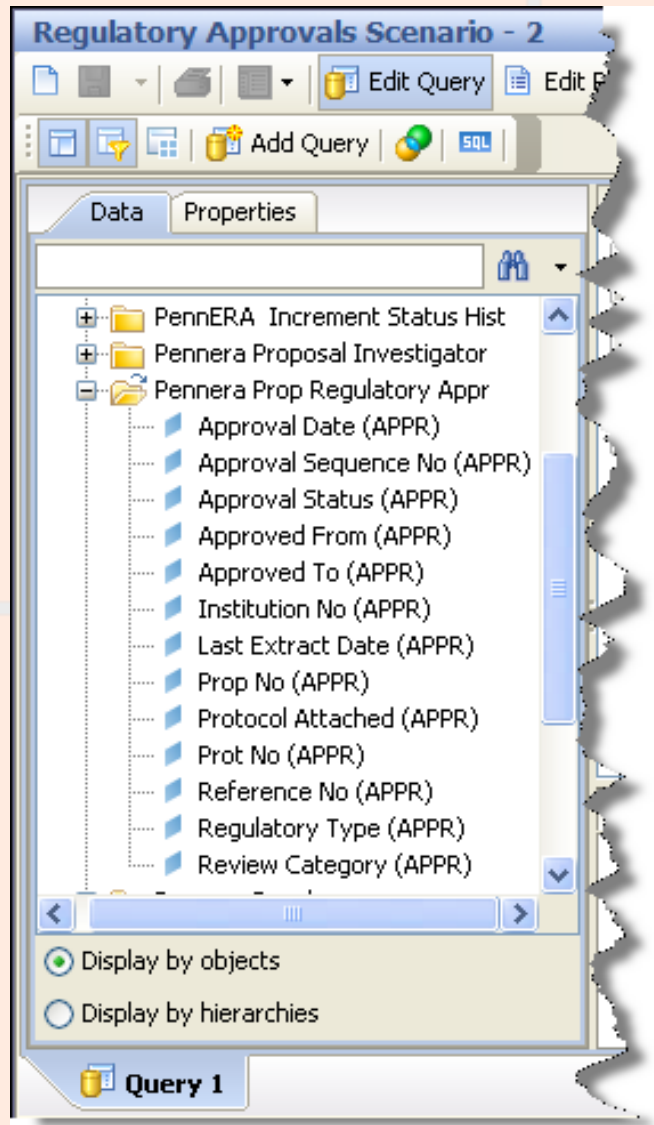 Regulatory Approvals Scenario - 2
Edit Query Edit
Add Query SQL
Data Properties
PennERA Increment Status Hist
Pennera Proposal Investigator
Pennera Prop Regulatory Appr
Approval Date (APPR)
Approval Sequence No (APPR)
Approval Status (APPR)
Approved From (APPR)
Approved To (APPR)
Institution No (APPR)
Last Extract Date (APPR)
Prop No (APPR)
Protocol Attached (APPR)
Prot No (APPR)
Reference No (APPR)
Regulatory Type (APPR)
Review Category (APPR)
Display by objects
Display by hierarchies
Query 1